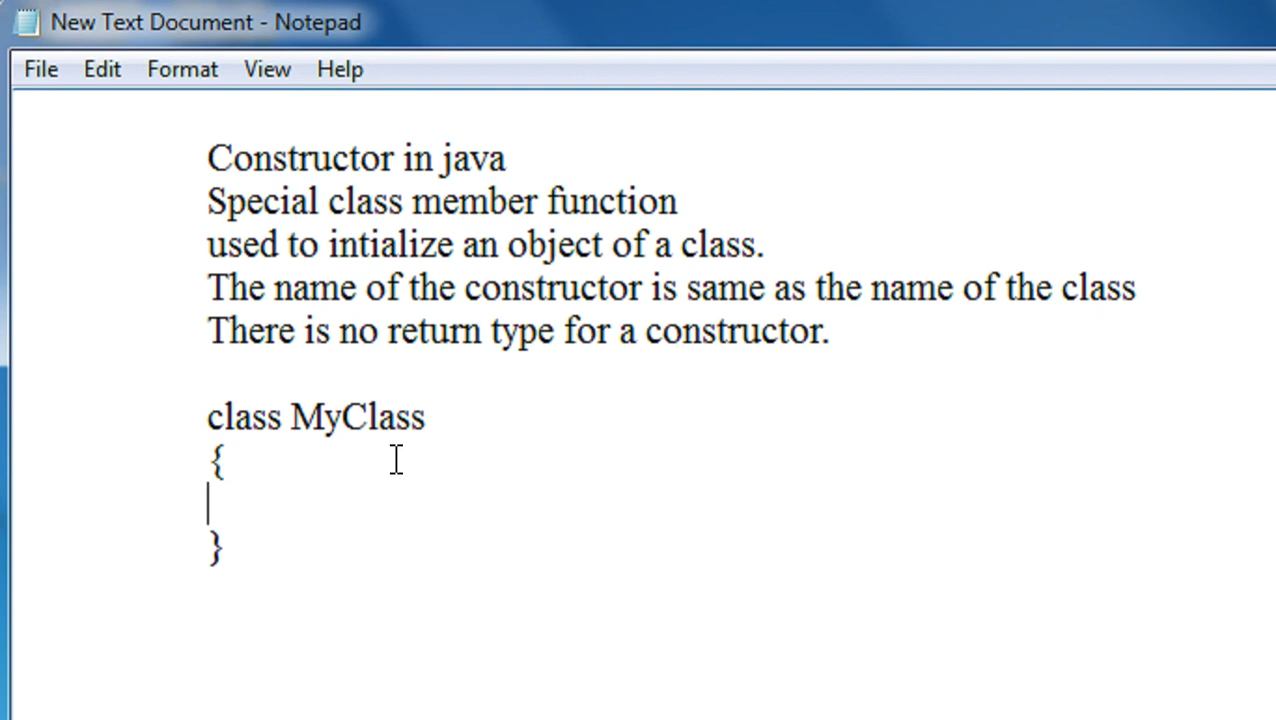 New Text Document - Notepad
File Edit Format View Help
Constructor in java
Special class member function
used to intialize an object of a class.
The name of the constructor is same as the name of the class
There is no return type for a constructor.
class MyClass
{
}